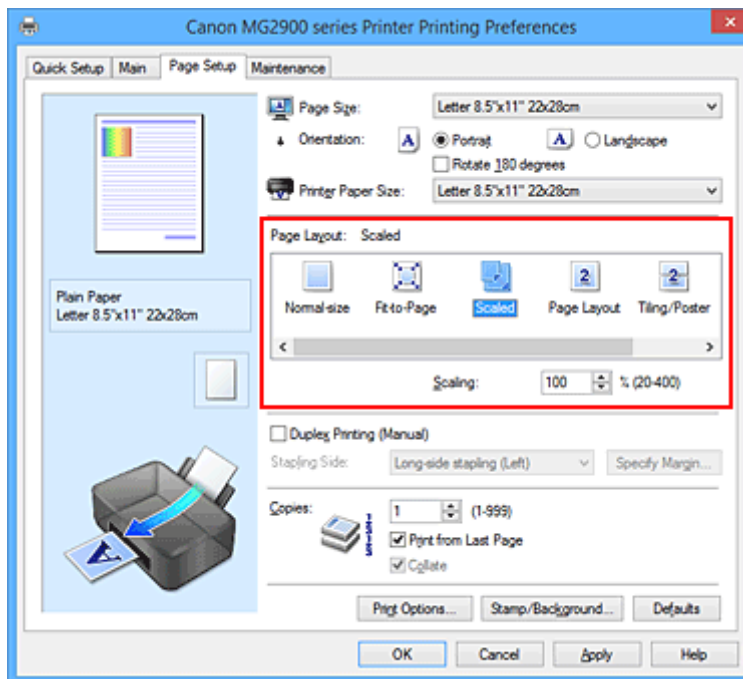 Canon MG2900 series Printer Printing Preferences
Quick Setup Main Page Setup Maintenance
Page Size: Letter 8.5"x11" 22x28cm
Orientation: A Portrait A Landscape
Rotate 180 degrees
Printer Paper Size: Letter 8.5"x11" 22x28cm
Page Layout: Scaled
2 2
Normal-size Fit-to-Page Scaled Page Layout Tiling/Poster
Scaling: 100 % (20-400)
Plain Paper
Letter 8.5"x11" 22x28cm
Duplex Printing (Manual)
Stapling Side: Long-side stapling (Left) Specify Margin...
Copies: 1 (1-999)
Print from Last Page
Collate
A
Print Options... Stamp/Background... Defaults
OK Cancel Apply Help